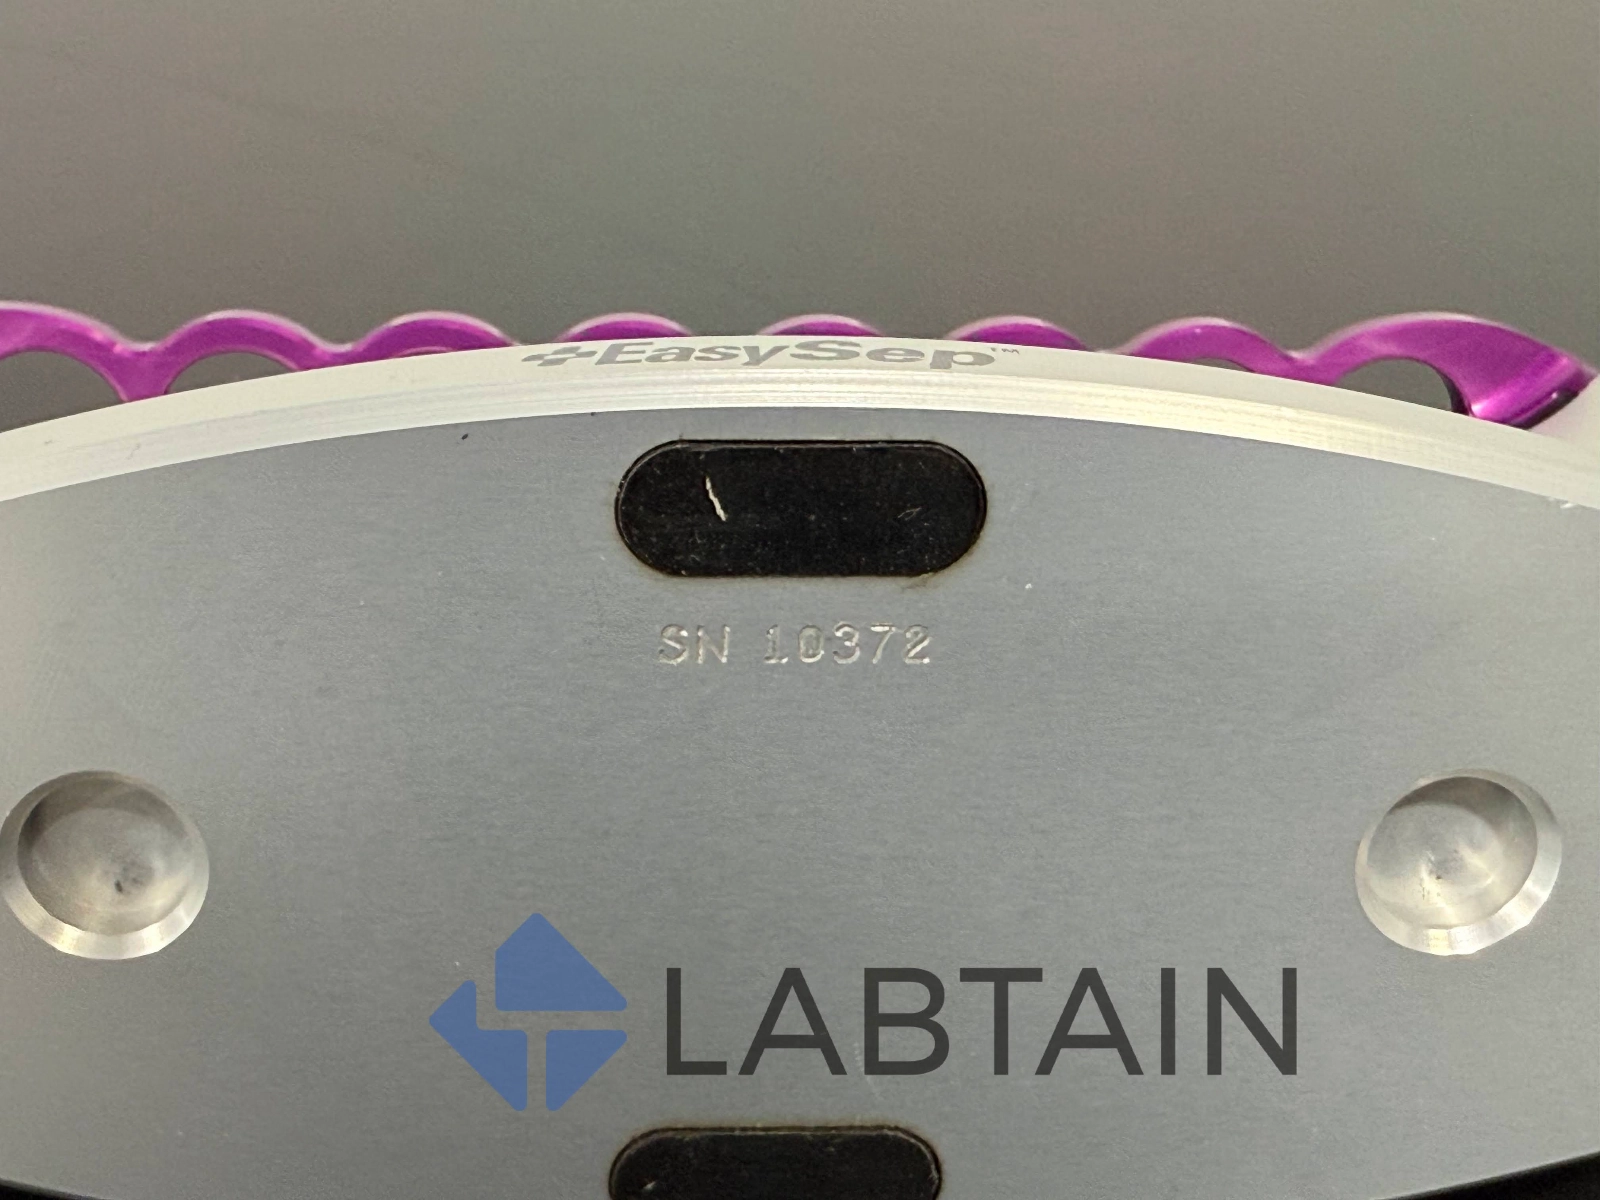 EasySep™
SN 10372
LABTAIN